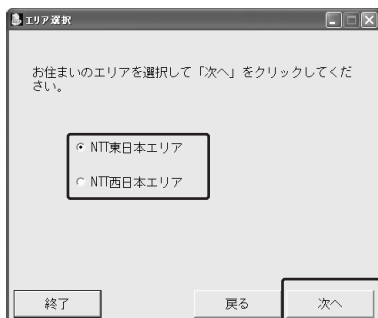 エリア選択
お住まいのエリアを選択して「次へ」をクリックしてくだ
さい。
NTT東日本エリア
NTT西日本エリア
終了
戻る
次へ